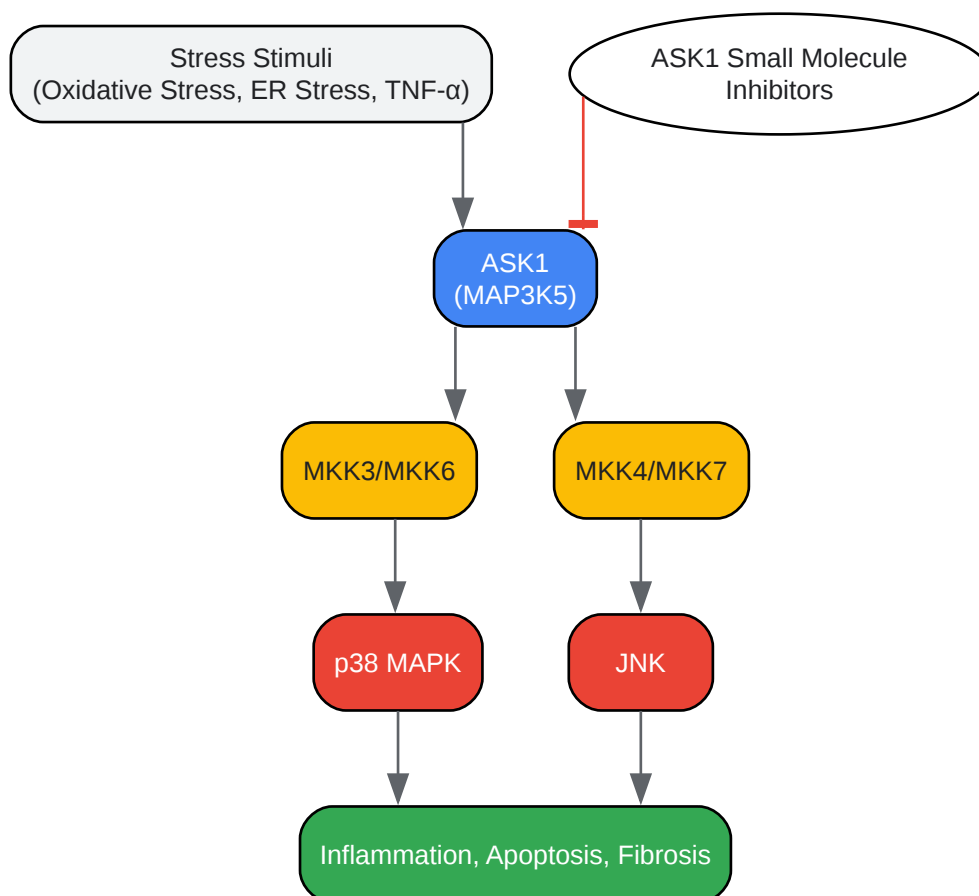 Stress Stimuli
(Oxidative Stress, ER Stress, TNF-α)
ASK1 Small Molecule
Inhibitors
ASK1
(MAP3K5)
MKK3/MKK6
MKK4/MKK7
p38 MAPK
JNK
Inflammation, Apoptosis, Fibrosis